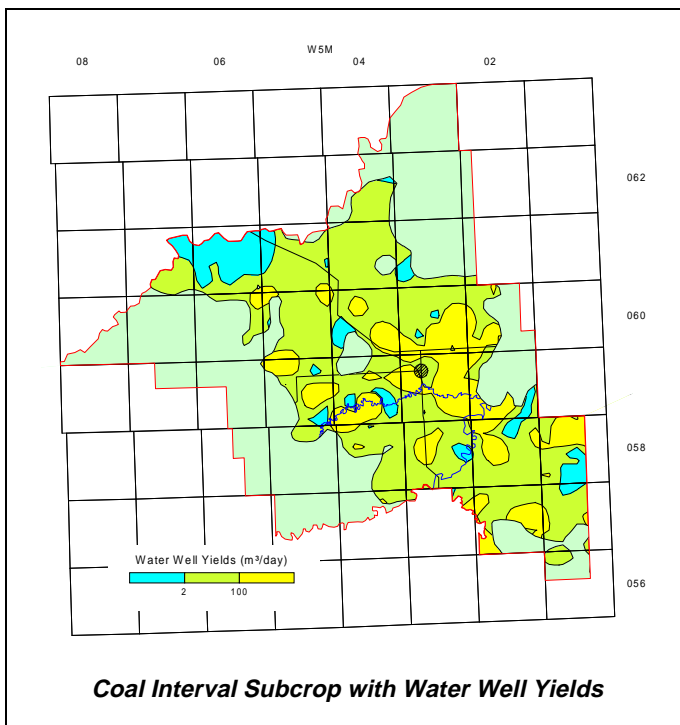 W5M
08 06 04 02
062
060
058
056
Water Well Yields (m³/day)
2 100
Coal Interval Subcrop with Water Well Yields